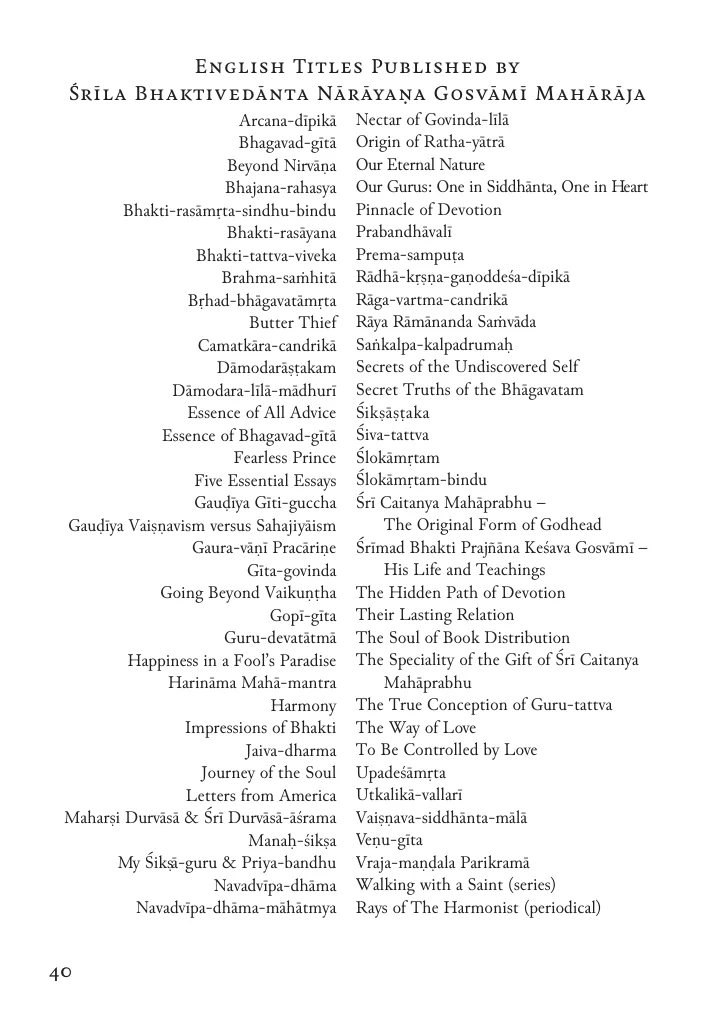 English Titles Published by
Śrīla Bhaktivedānta Nārāyaṇa Gosvāmī Mahārāja
Arcana-dīpikā
Bhagavad-gītā
Beyond Nirvāṇa
Bhajana-rahasya
Bhakti-rasāmṛta-sindhu-bindu
Bhakti-rasāyana
Bhakti-tattva-viveka
Brahma-saṁhitā
Bṛhad-bhāgavatāmṛta
Butter Thief
Camatkāra-candrikā
Dāmodarāṣṭakam
Dāmodara-līlā-mādhurī
Essence of All Advice
Essence of Bhagavad-gītā
Fearless Prince
Five Essential Essays
Gauḍīya Gīti-guccha
Gauḍīya Vaiṣṇavism versus Sahajiyāism
Gaura-vāṇī Pracāriṇe
Gīta-govinda
Going Beyond Vaikuṇṭha
Gopī-gīta
Guru-devatātmā
Happiness in a Fool's Paradise
Harināma Mahā-mantra
Harmony
Impressions of Bhakti
Jaiva-dharma
Journey of the Soul
Letters from America
Maharṣi Durvāsā & Śrī Durvāsā-āśrama
Manaḥ-śikṣa
My Śikṣā-guru & Priya-bandhu
Navadvīpa-dhāma
Navadvīpa-dhāma-māhātmya
Nectar of Govinda-līlā
Origin of Ratha-yātrā
Our Eternal Nature
Our Gurus: One in Siddhānta, One in Heart
Pinnacle of Devotion
Prabandhāvalī
Prema-sampuṭa
Rādhā-kṛṣṇa-gaṇoddeśa-dīpikā
Rāga-vartma-candrikā
Rāya Rāmānanda Saṁvāda
Saṅkalpa-kalpadrumaḥ
Secrets of the Undiscovered Self
Secret Truths of the Bhāgavatam
Śikṣāṣṭaka
Śiva-tattva
Ślokāmṛtam
Ślokāmṛtam-bindu
Śrī Caitanya Mahāprabhu –
The Original Form of Godhead
Śrīmad Bhakti Prajñāna Keśava Gosvāmī –
His Life and Teachings
The Hidden Path of Devotion
Their Lasting Relation
The Soul of Book Distribution
The Speciality of the Gift of Śrī Caitanya
Mahāprabhu
The True Conception of Guru-tattva
The Way of Love
To Be Controlled by Love
Upadeśāmṛta
Utkalikā-vallarī
Vaiṣṇava-siddhānta-mālā
Veṇu-gīta
Vraja-maṇḍala Parikramā
Walking with a Saint (series)
Rays of The Harmonist (periodical)
40